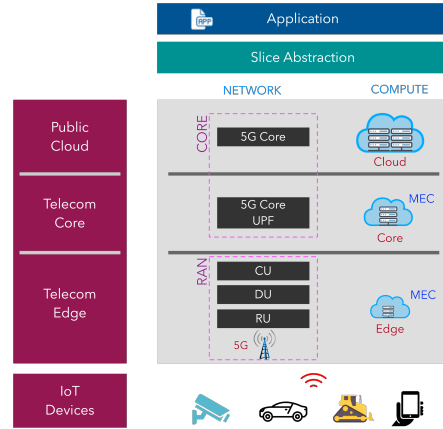 APP
Application
Slice Abstraction
NETWORK
COMPUTE
Public
Cloud
CORE
5G Core
Cloud
Telecom
Core
5G Core
UPF
MEC
Core
Telecom
Edge
RAN
CU
DU
RU
5G
MEC
Edge
IoT
Devices